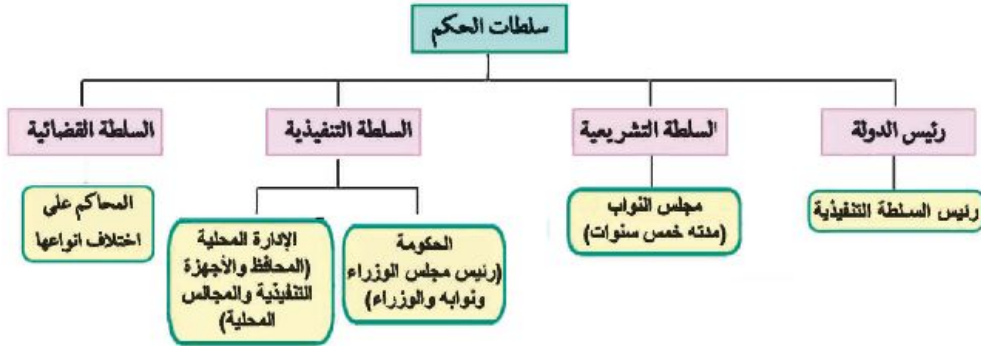 سلطات الحكم
رئيس الدولة
السلطة التشريعية
السلطة التنفيذية
السلطة القضائية
رئيس السلطة التنفيذية
مجلس النواب
(مدته خمس سنوات)
الحكومة
(رئيس مجلس الوزراء
ونوابه والوزراء)
الإدارة المحلية
(المحافظ والأجهزة
التنفيذية والمجالس
المحلية)
المحاكم على
اختلاف انواعها